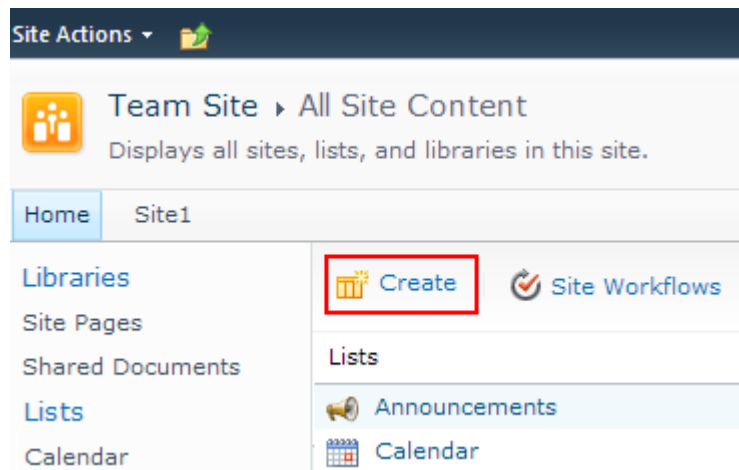 Site Actions
Team Site ▸ All Site Content
Displays all sites, lists, and libraries in this site.
Home Site1
Libraries
Site Pages
Shared Documents
Lists
Calendar
Create Site Workflows
Lists
Announcements
Calendar